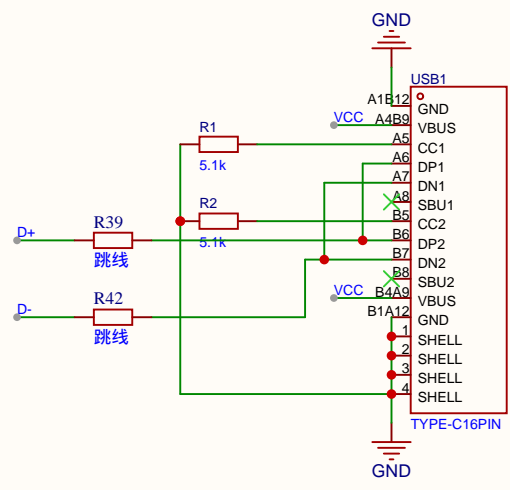 GND
USB1
A1B12
GND
VCC
A4B9
VBUS
R1
A5
CC1
5.1k
A6
DP1
A7
DN1
A8
SBU1
R2
B5
CC2
D+
R39
5.1k
B6
DP2
跳线
B7
DN2
B8
SBU2
VCC
B4A9
VBUS
D-
R42
B1A12
GND
跳线
1
SHELL
2
SHELL
3
SHELL
4
SHELL
TYPE-C16PIN
GND